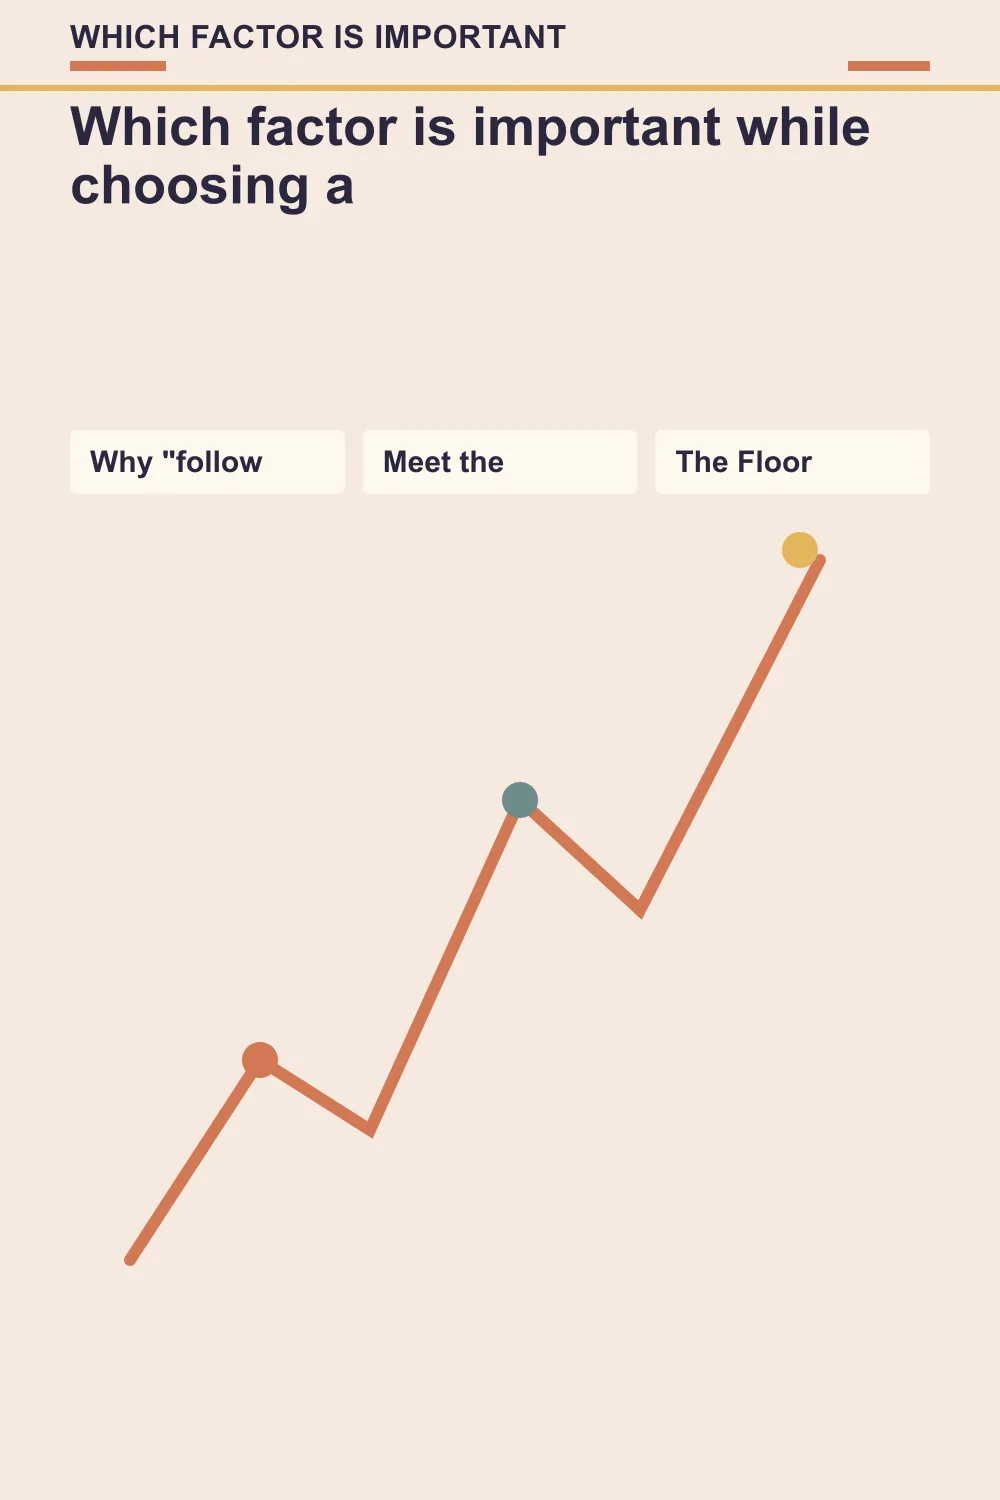 WHICH FACTOR IS IMPORTANT
Which factor is important while
choosing a
Why "follow
Meet the
The Floor